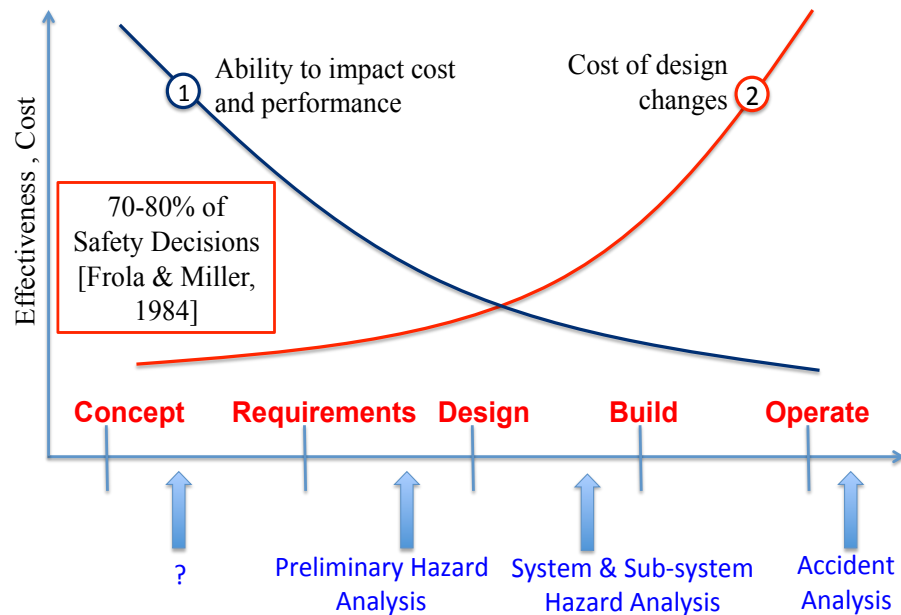 Effectiveness , Cost
1
Ability to impact cost
and performance
Cost of design
changes
2
70-80% of
Safety Decisions
[Frola & Miller,
1984]
Concept
Requirements
Design
Build
Operate
?
Preliminary Hazard
Analysis
System & Sub-system
Hazard Analysis
Accident
Analysis